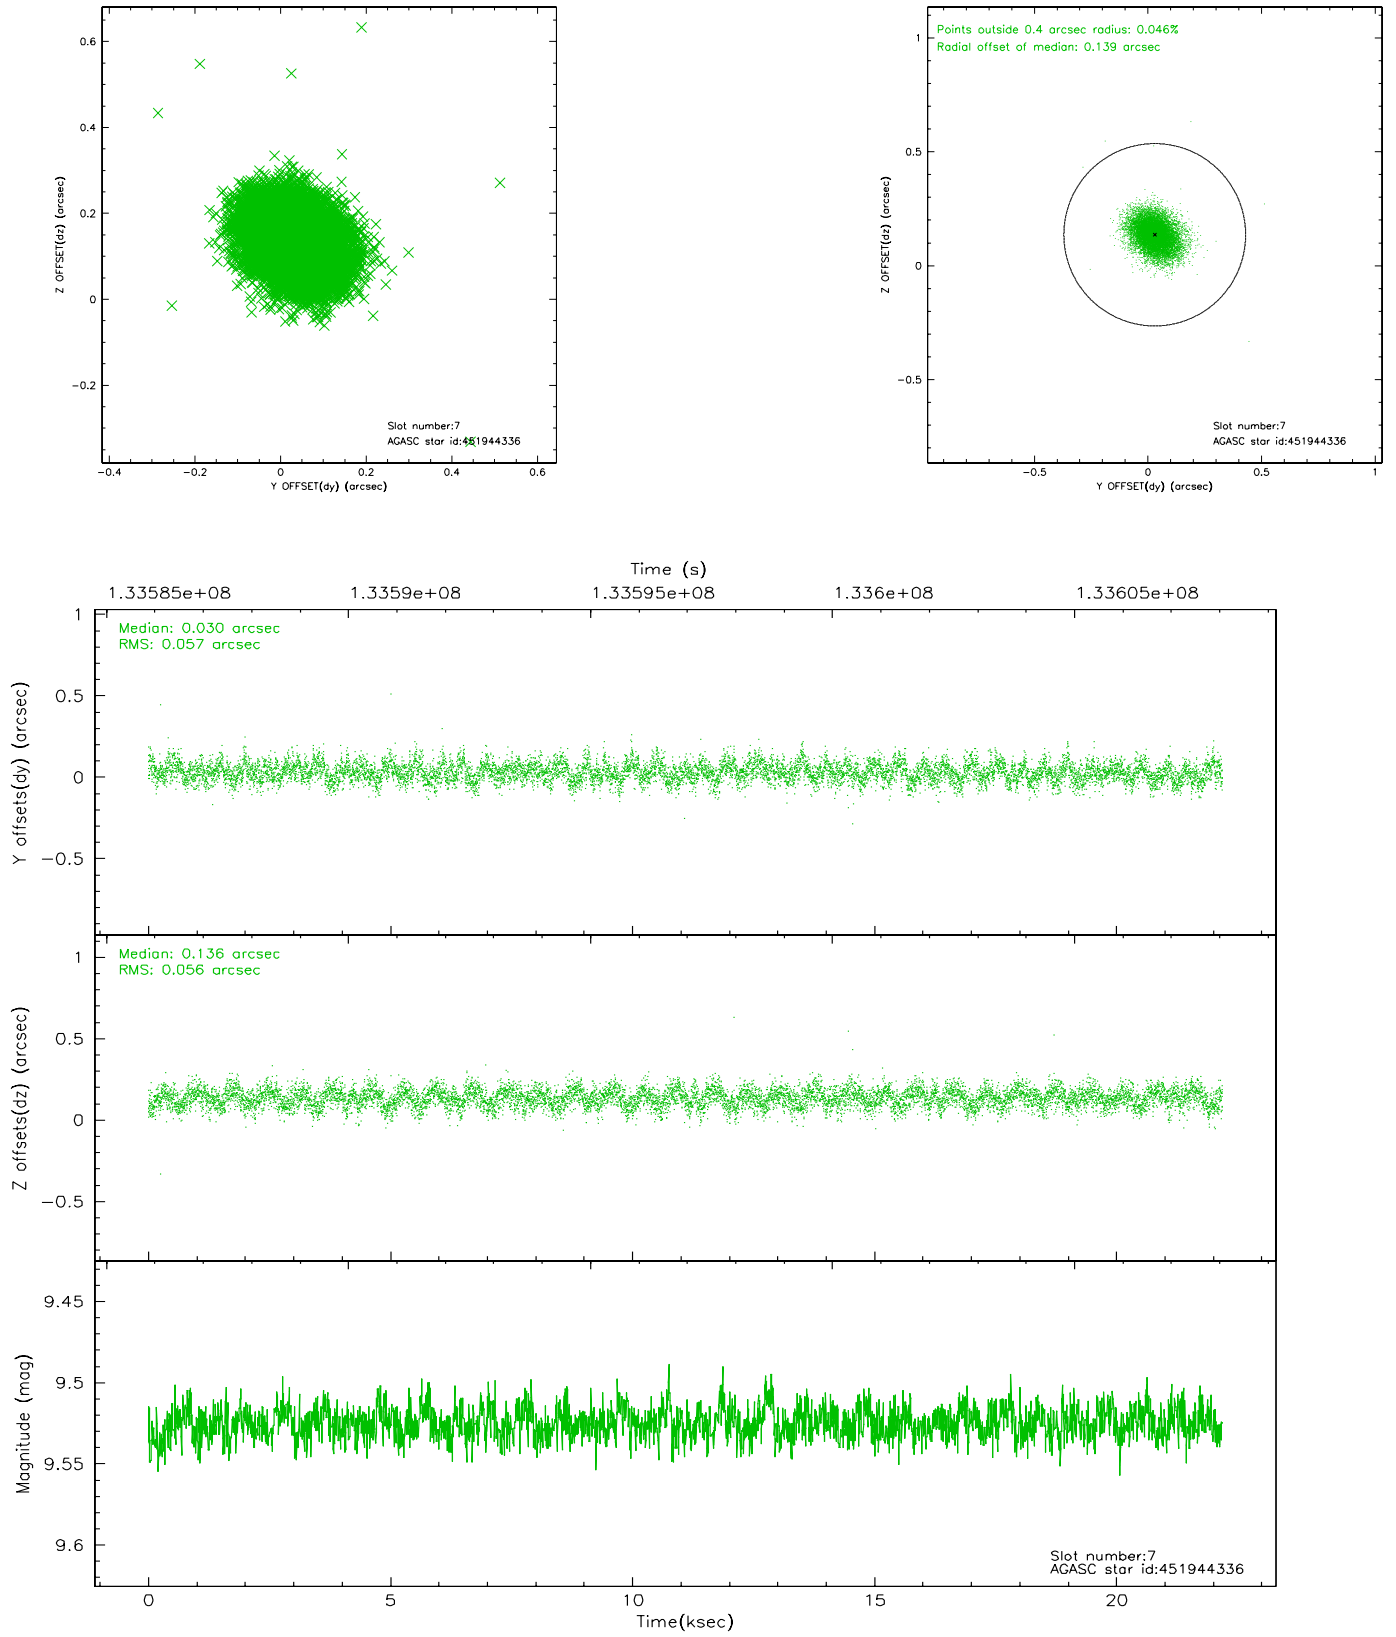 0.6
0.4
0.2
0
−0.2
Z OFFSET(dz) (arcsec)
−0.4
−0.2
0
0.2
0.4
0.6
Y OFFSET(dy) (arcsec)
Slot number:7
AGASC star id:451944336
Points outside 0.4 arcsec radius: 0.046%
Radial offset of median: 0.139 arcsec
1
0.5
0
−0.5
Z OFFSET(dz) (arcsec)
−0.5
0
0.5
1
Y OFFSET(dy) (arcsec)
Slot number:7
AGASC star id:451944336
Time (s)
1.33585e+08
1.3359e+08
1.33595e+08
1.336e+08
1.33605e+08
Median: 0.030 arcsec
RMS: 0.057 arcsec
1
0.5
0
−0.5
Y offsets(dy) (arcsec)
Median: 0.136 arcsec
RMS: 0.056 arcsec
1
0.5
0
−0.5
Z offsets(dz) (arcsec)
9.45
9.5
9.55
9.6
Magnitude (mag)
Slot number:7
AGASC star id:451944336
0
5
10
15
20
Time(ksec)